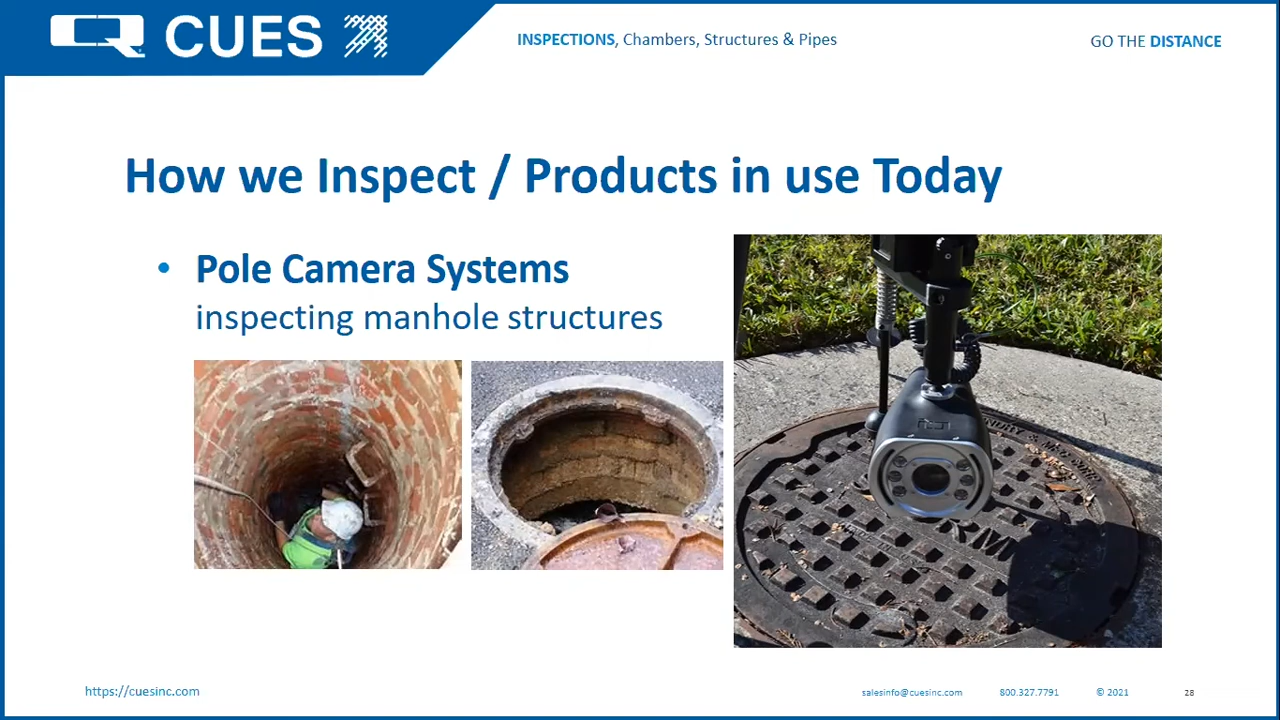 CUES
INSPECTIONS, Chambers, Structures & Pipes
GO THE DISTANCE
How we Inspect / Products in use Today
• Pole Camera Systems
inspecting manhole structures
RM
https://cuesinc.com
salesinfo@cuesinc.com
800.327.7791
© 2021
28